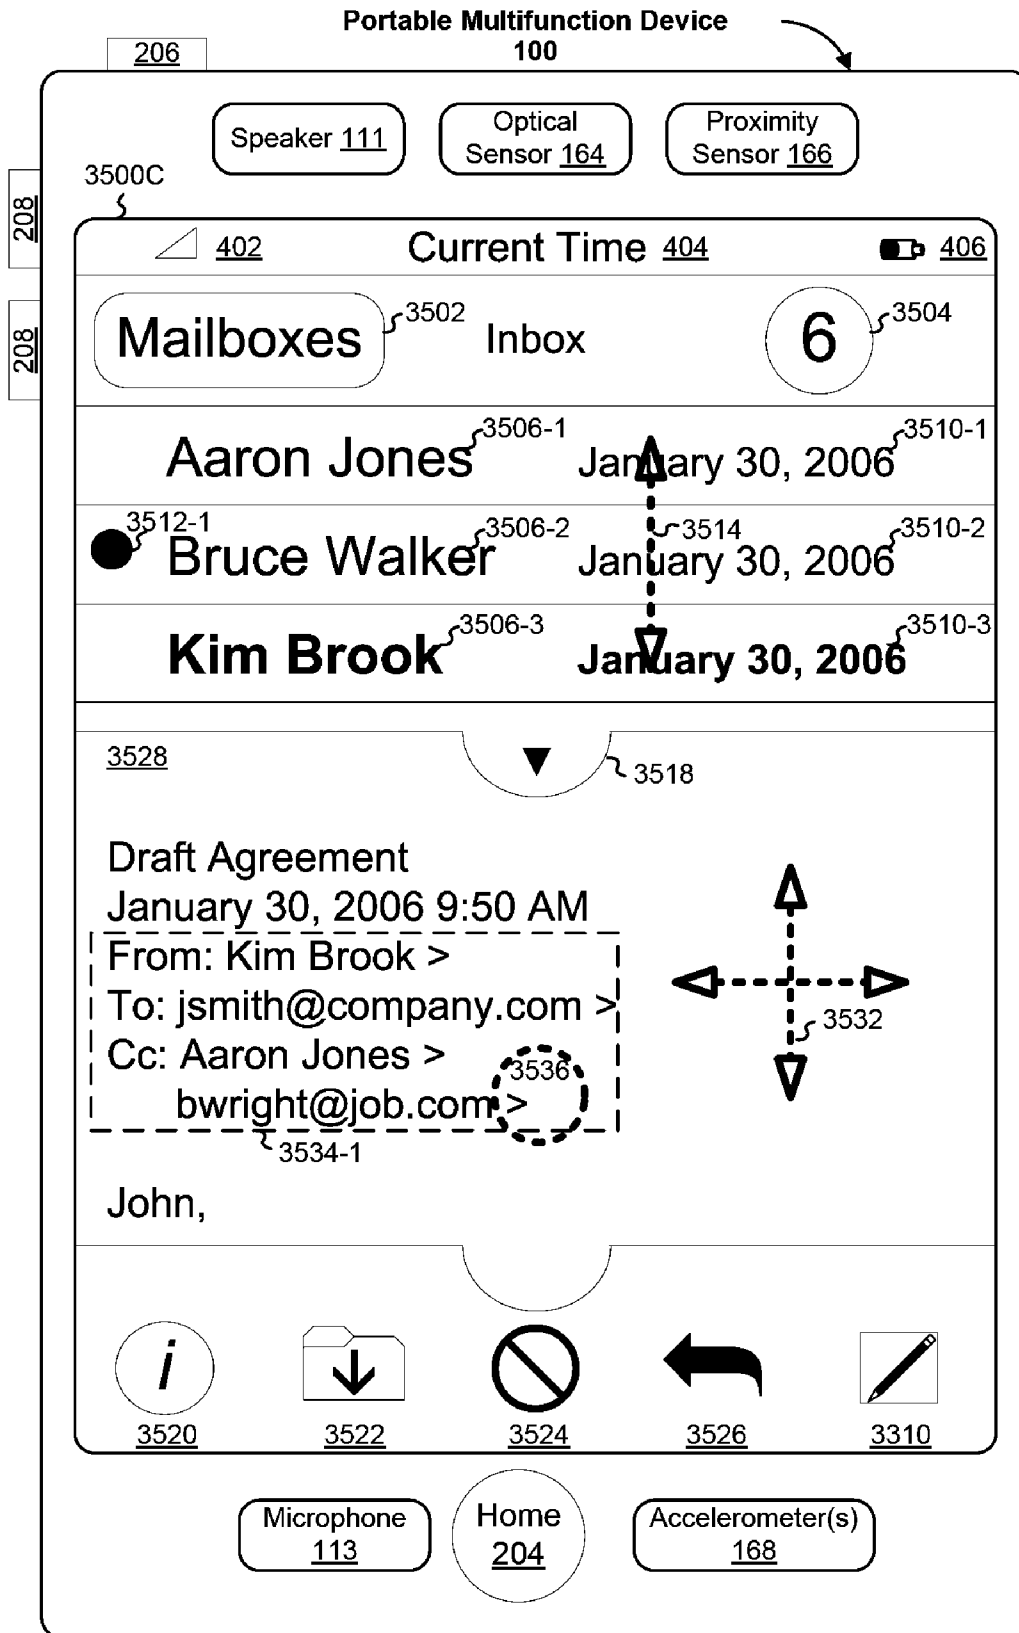 Portable Multifunction Device
100
206
Speaker 111
Optical
Sensor 164
Proximity
Sensor 166
3500C
208
208
402
Current Time 404
406
Mailboxes
3502
Inbox
6
3504
Aaron Jones
3506-1
January 30, 2006
3510-1
3512-1
Bruce Walker
3506-2
3514
January 30, 2006
3510-2
Kim Brook
3506-3
January 30, 2006
3510-3
3528
3518
Draft Agreement
January 30, 2006 9:50 AM
From: Kim Brook >
To: jsmith@company.com >
3532
Cc: Aaron Jones >
3536
bwright@job.com >
3534-1
John,
i
3520
3522
3524
3526
3310
Microphone
113
Home
204
Accelerometer(s)
168